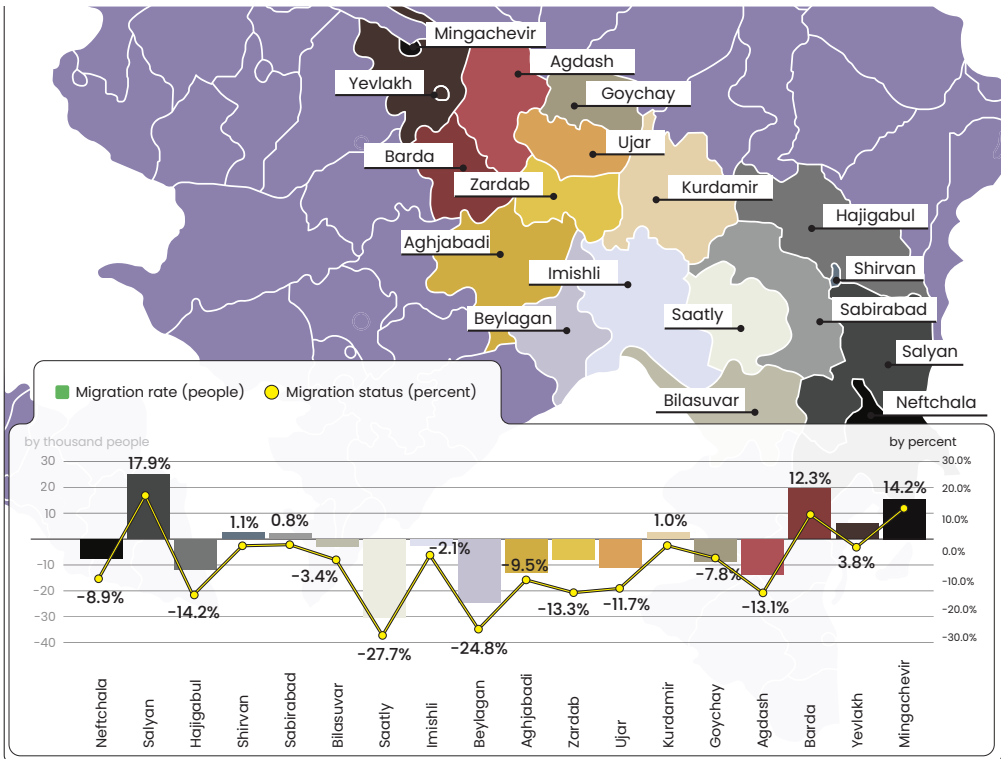 Mingachevir
Agdash
Yevlakh
Goychay
Ujar
Barda
Zardab
Kurdamir
Hajigabul
Aghjabadi
Imishli
Shirvan
Sabirabad
Beylagan
Saatly
Salyan
Bilasuvar
Neftchala
Migration rate (people)
Migration status (percent)
by thousand people
by percent
30
20
10
-10
-20
-30
-40
30.0%
20.0%
10.0%
0.0%
-10.0%
-20.0%
-30.0%
-8.9%
17.9%
-14.2%
1.1%
0.8%
-3.4%
-27.7%
-2.1%
-24.8%
-9.5%
-13.3%
-11.7%
1.0%
-7.8%
-13.1%
12.3%
3.8%
14.2%
Neftchala
Salyan
Hajigabul
Shirvan
Sabirabad
Bilasuvar
Saatly
Imishli
Beylagan
Aghjabadi
Zardab
Ujar
Kurdamir
Goychay
Agdash
Barda
Yevlakh
Mingachevir